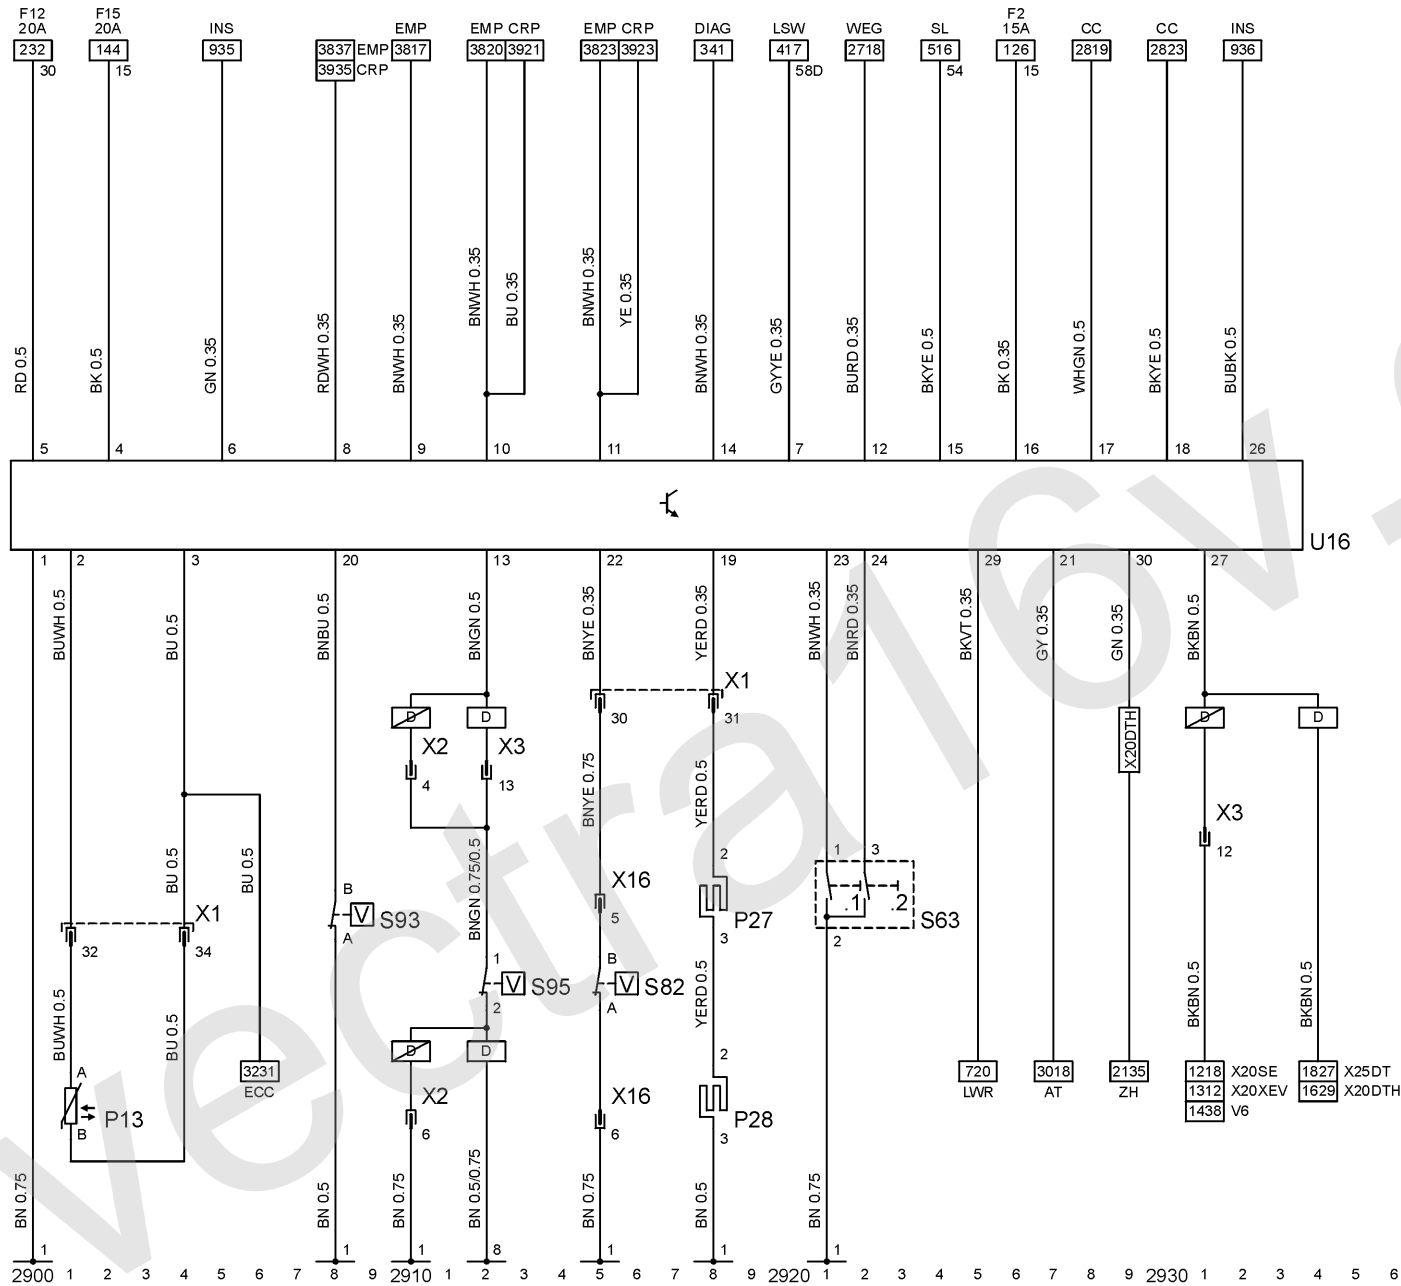 F12 F15 F2
20A 20A INS EMP EMP CRP EMP CRP DIAG LSW WEG SL 15A CC CC INS
232 144 935 3837 EMP 3817 3820 3921 3823 3923 341 417 2718 516 126 2819 2823 936
30 15 3935 CRP 58D 54 15
RD 0.5 BK 0.5 GN 0.35 RDWH 0.35 BNWH 0.35 BNWH 0.35 BU 0.35 BNWH 0.35 YE 0.35 BNWH 0.35 GYYE 0.35 BURD 0.35 BKYE 0.5 BK 0.35 WHGN 0.5 BKYE 0.5 BUBK 0.5
5 4 6 8 9 10 11 14 7 12 15 16 17 18 26
U16
1 2 3 20 13 22 19 23 24 29 21 30 27
BUWH 0.5 BU 0.5 BNBU 0.5 BNGN 0.5 BNYE 0.35 YERD 0.35 BNWH 0.35 BNRD 0.35 BKVT 0.35 GY 0.35 GN 0.35 BKBN 0.5
X1
30 31
D D D D
X2 X3 X20DTH
4 13
BNYE 0.75 YERD 0.5
X3
12
BU 0.5 BU 0.5 BNGN 0.75/0.5
2 1 3
X16
5
B V S93 A
P27
3
.1 .2 S63
2
X1
32 34
1 V S95 2
B V S82 A
BUWH 0.5 BU 0.5 YERD 0.5 BKBN 0.5 BKBN 0.5
D D
2
3231 720 3018 2135 1218 X20SE 1827 X25DT
ECC LWR AT ZH 1312 X20XEV 1629 X20DTH
1438 V6
A P13 B
X2 X16 P28
6 6 3
BN 0.75 BN 0.5 BN 0.75 BN 0.5/0.75 BN 0.75 BN 0.5 BN 0.75
1 1 1 8 1 1 1
2900 1 2 3 4 5 6 7 8 9 2910 1 2 3 4 5 6 7 8 9 2920 1 2 3 4 5 6 7 8 9 2930 1 2 3 4 5 6
vectra16v